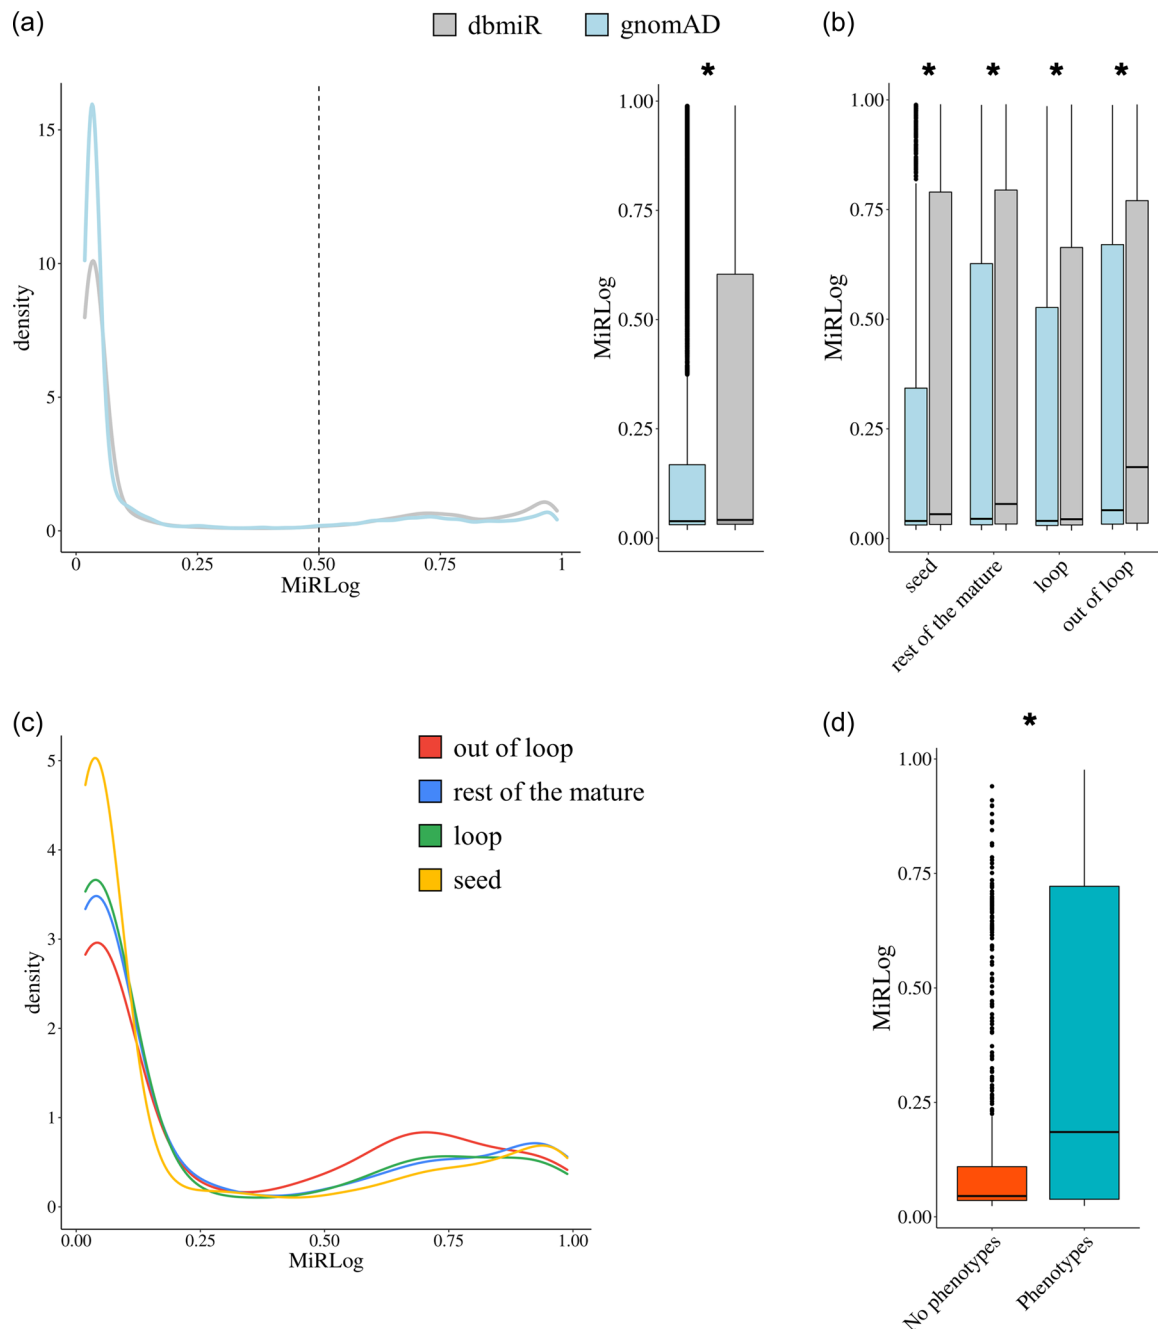 (a)
dbmiR
gnomAD
15
10
5
0
density
0
0.25
0.50
0.75
1
MiRLog
*
1.00
0.75
0.50
0.25
0.00
MiRLog
(b)
* * * *
1.00
0.75
0.50
0.25
0.00
MiRLog
seed
rest of the mature
loop
out of loop
(c)
out of loop
rest of the mature
loop
seed
5
4
3
2
1
0
density
0.00
0.25
0.50
0.75
1.00
MiRLog
(d)
*
1.00
0.75
0.50
0.25
0.00
MiRLog
No phenotypes
Phenotypes